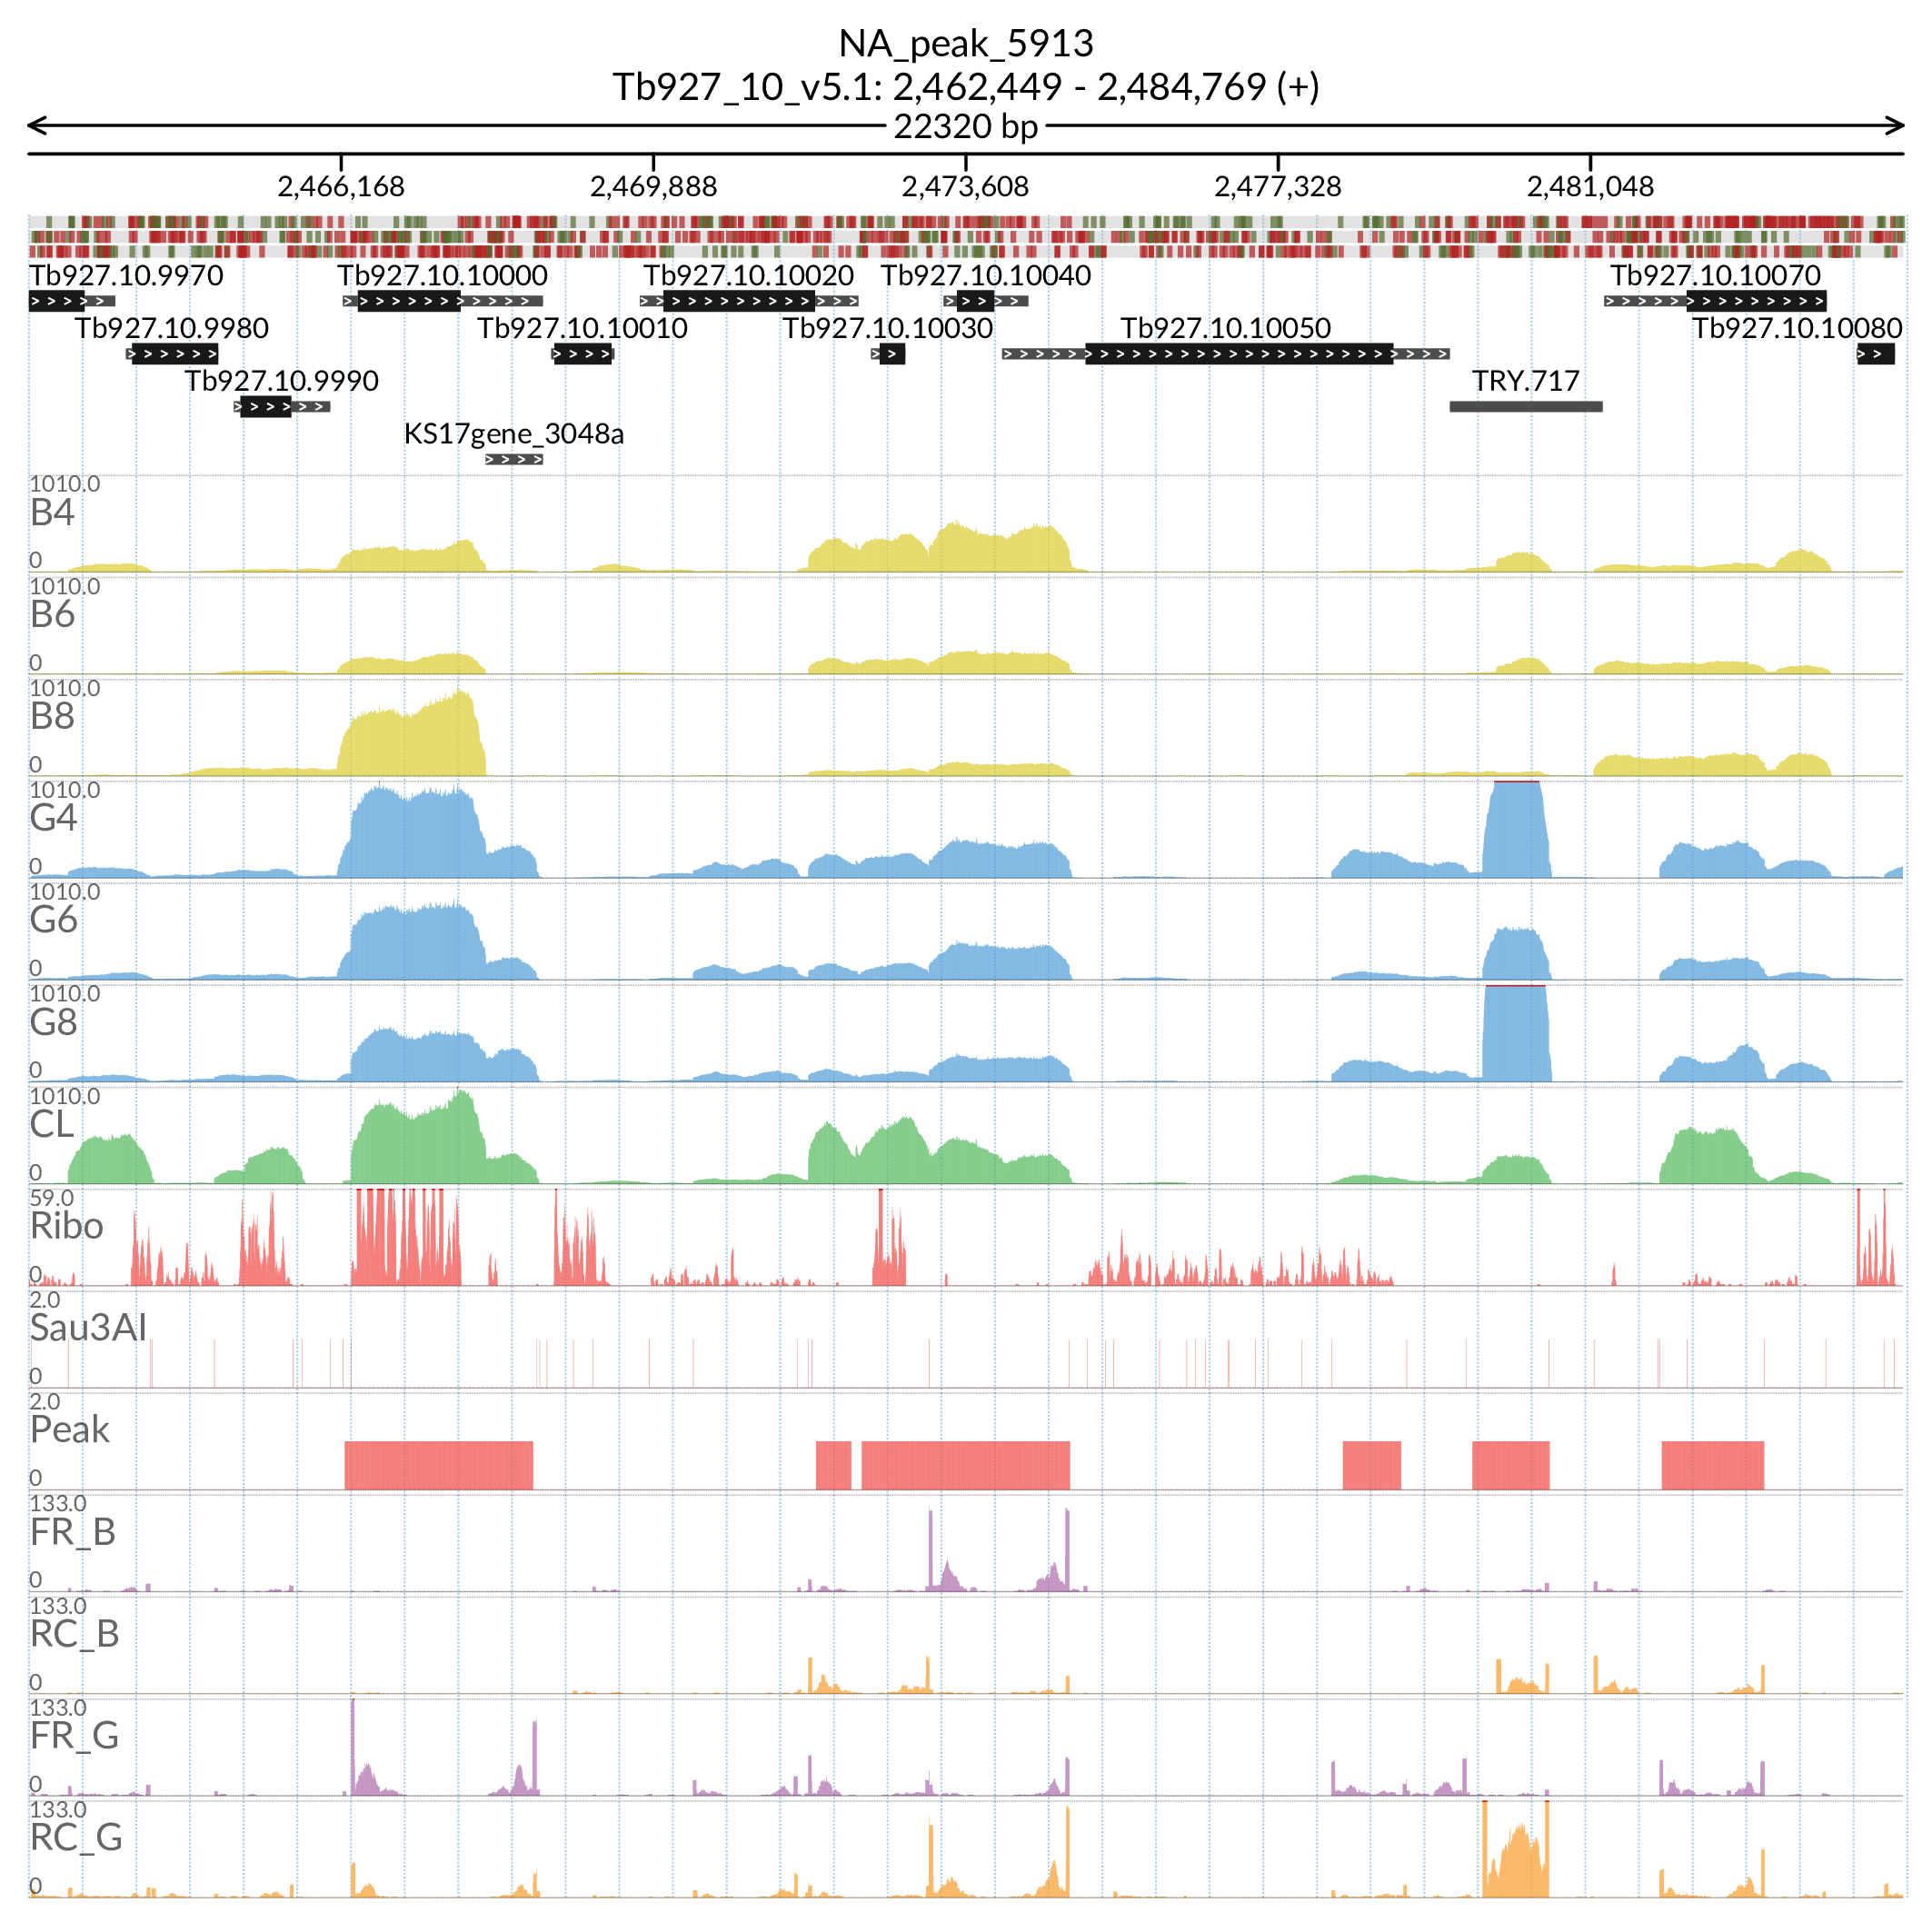 NA_peak_5913
Tb927_10_v5.1: 2,462,449 - 2,484,769 (+)
22320 bp
2,466,168 2,469,888 2,473,608 2,477,328 2,481,048
Tb927.10.9970 Tb927.10.10000 Tb927.10.10020 Tb927.10.10040 Tb927.10.10070
Tb927.10.9980 Tb927.10.10010 Tb927.10.10030 Tb927.10.10050 Tb927.10.10080
Tb927.10.9990 TRY.717
KS17gene_3048a
1010.0
B4
0
1010.0
B6
0
1010.0
B8
0
1010.0
G4
0
1010.0
G6
0
1010.0
G8
0
1010.0
CL
0
59.0
Ribo
0
2.0
Sau3AI
0
2.0
Peak
0
133.0
FR_B
0
133.0
RC_B
0
133.0
FR_G
0
133.0
RC_G
0